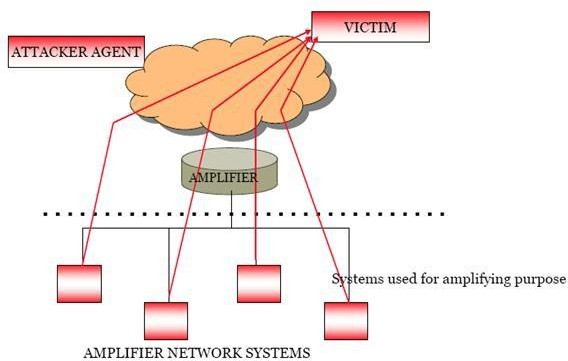 VICTIM
ATTACKER AGENT
AMPLIFIER
Systems used for amplifying purpose
AMPLIFIER NETWORK SYSTEMS